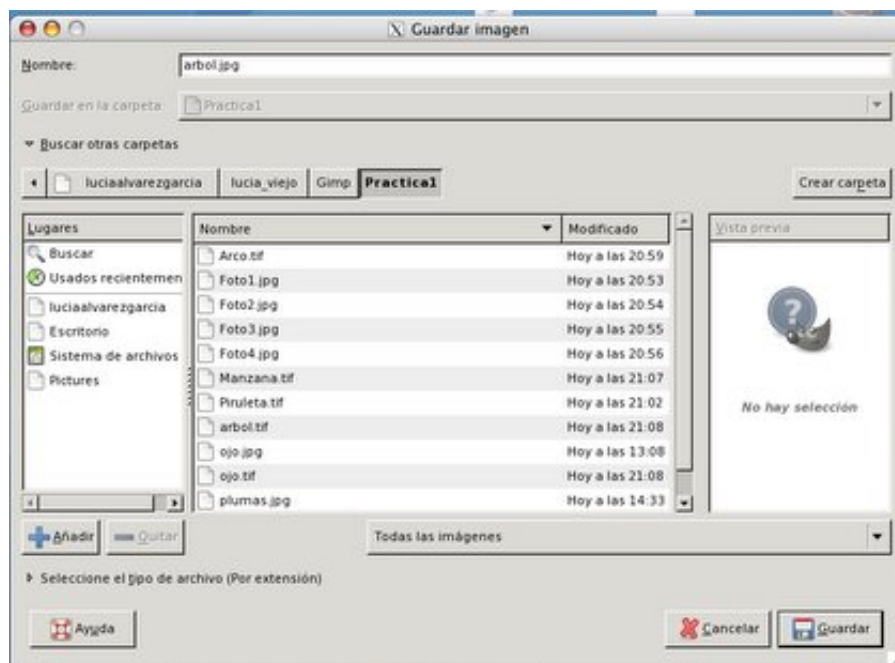 Guardar imagen
Nombre: arbol.jpg
Guardar en la carpeta: Practica1
Buscar otras carpetas
luciaalvarezgarcia lucia_viejo Gimp Practica1 Crear carpeta
Lugares
Buscar
Usados recientemen
luciaalvarezgarcia
Escritorio
Sistema de archivos
Pictures
Nombre Modificado
Arco.tif Hoy a las 20:59
Foto1.jpg Hoy a las 20:53
Foto2.jpg Hoy a las 20:54
Foto3.jpg Hoy a las 20:55
Foto4.jpg Hoy a las 20:56
Manzana.tif Hoy a las 21:07
Piruleta.tif Hoy a las 21:02
arbol.tif Hoy a las 21:08
ojo.jpg Hoy a las 13:08
ojo.tif Hoy a las 21:08
plumas.jpg Hoy a las 14:33
Vista previa
No hay selección
Añadir Quitar Todas las imágenes
Seleccione el tipo de archivo (Por extensión)
Ayuda Cancelar Guardar